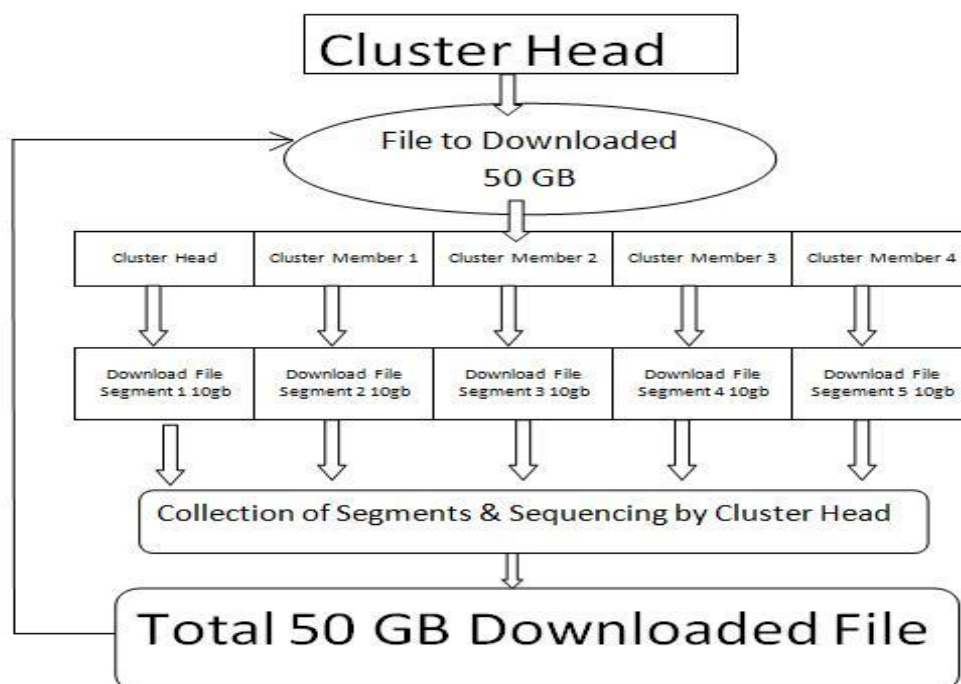 Cluster Head
File to Downloaded
50 GB
Cluster Head
Cluster Member 1
Cluster Member 2
Cluster Member 3
Cluster Member 4
Download File
Segment 1 10gb
Download File
Segment 2 10gb
Download File
Segment 3 10gb
Download File
Segment 4 10gb
Download File
Segement 5 10gb
Collection of Segments & Sequencing by Cluster Head
Total 50 GB Downloaded File